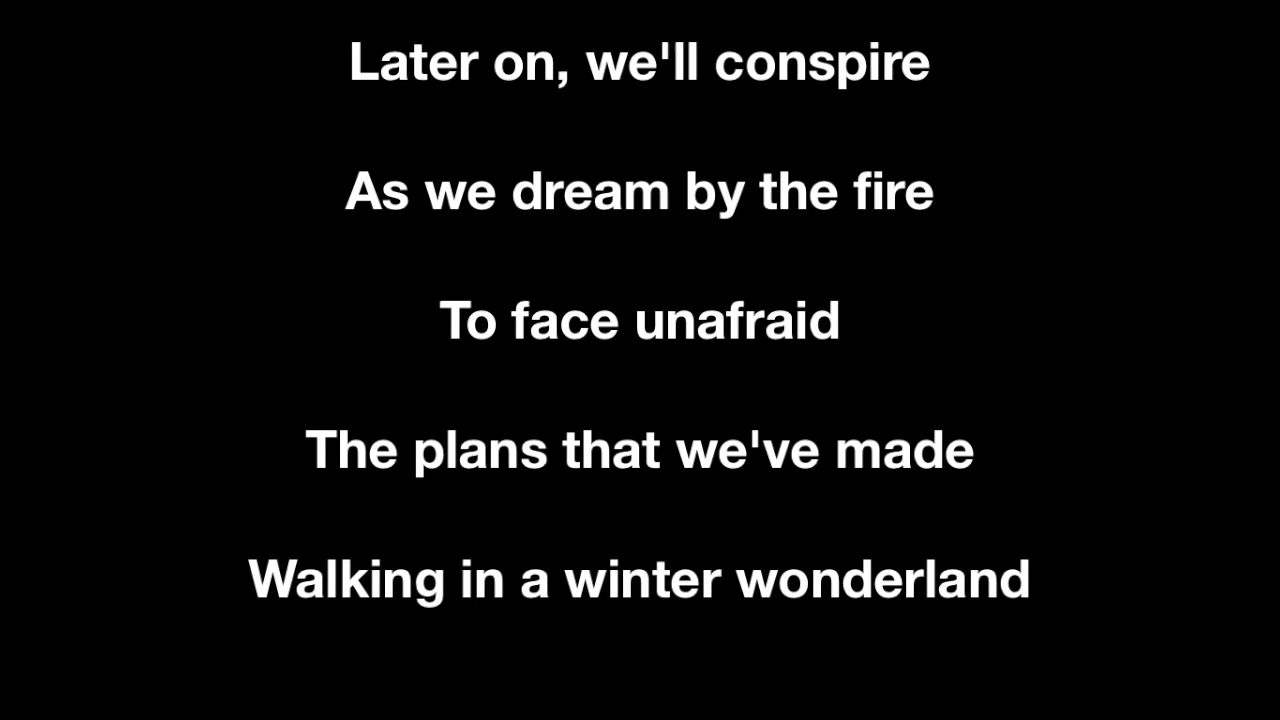 Later on, we'll conspire
As we dream by the fire
To face unafraid
The plans that we've made
Walking in a winter wonderland